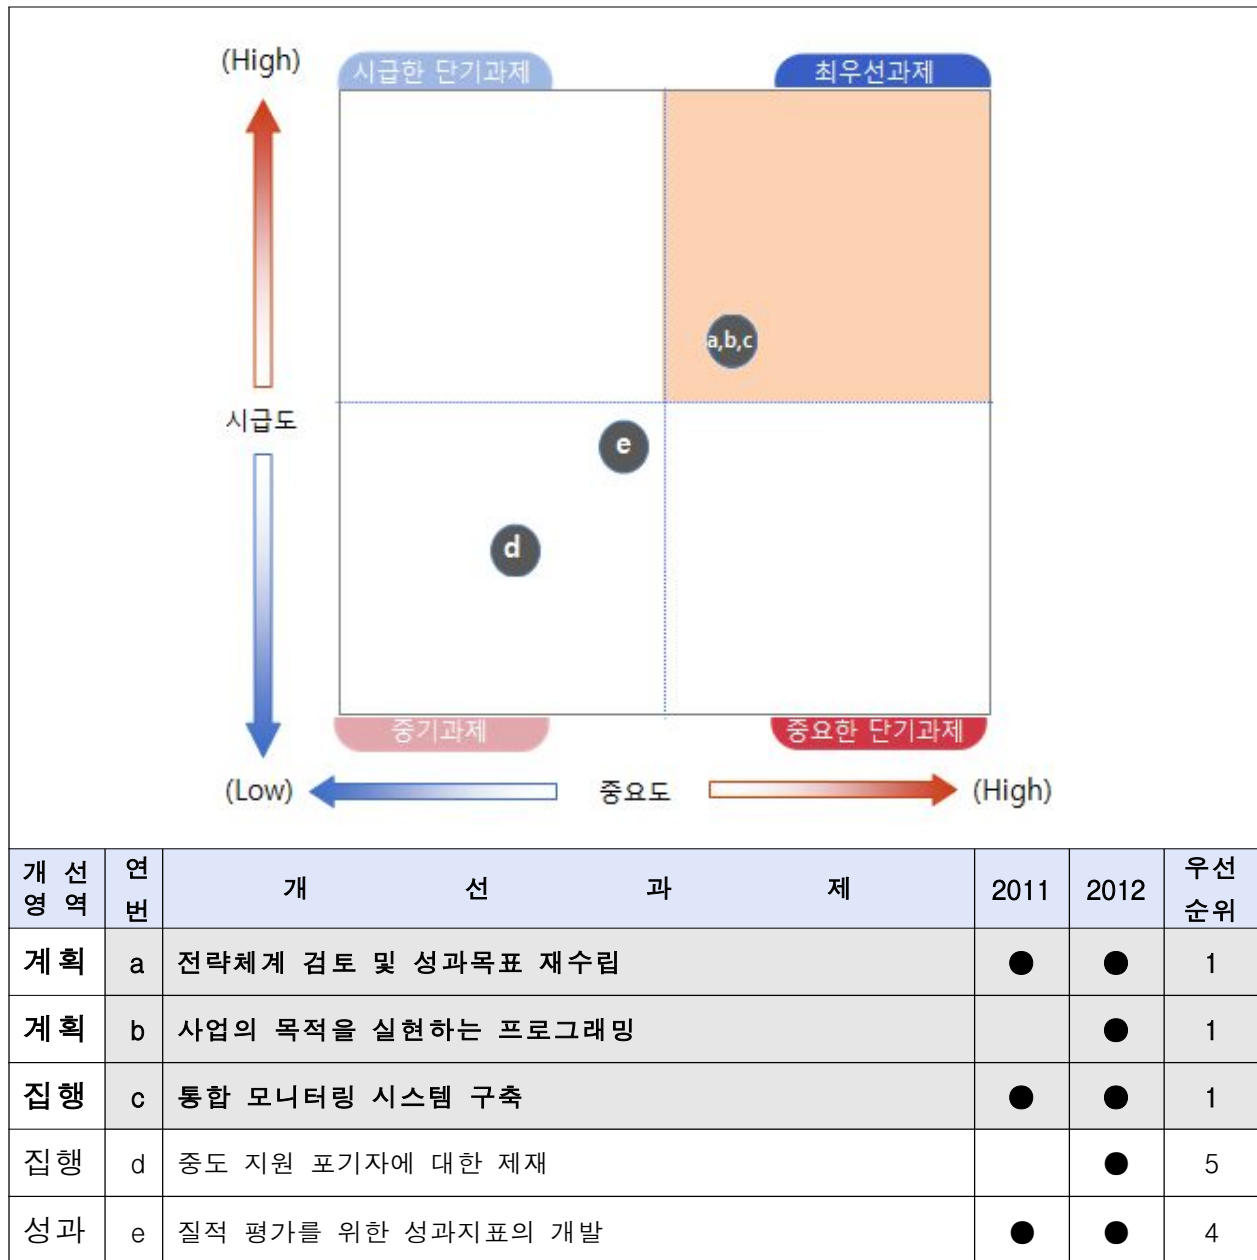 (High)
시급한 단기과제
최우선과제
a,b,c
시급도
e
d
중기과제
중요한 단기과제
(Low)
중요도
(High)
개 선 영 역 연 번 개 선 과 제 2011 2012 우선 순위
계획 a 전략체계 검토 및 성과목표 재수립 ● ● 1
계획 b 사업의 목적을 실현하는 프로그래밍 ● 1
집행 c 통합 모니터링 시스템 구축 ● ● 1
집행 d 중도 지원 포기자에 대한 제재 ● 5
성과 e 질적 평가를 위한 성과지표의 개발 ● ● 4